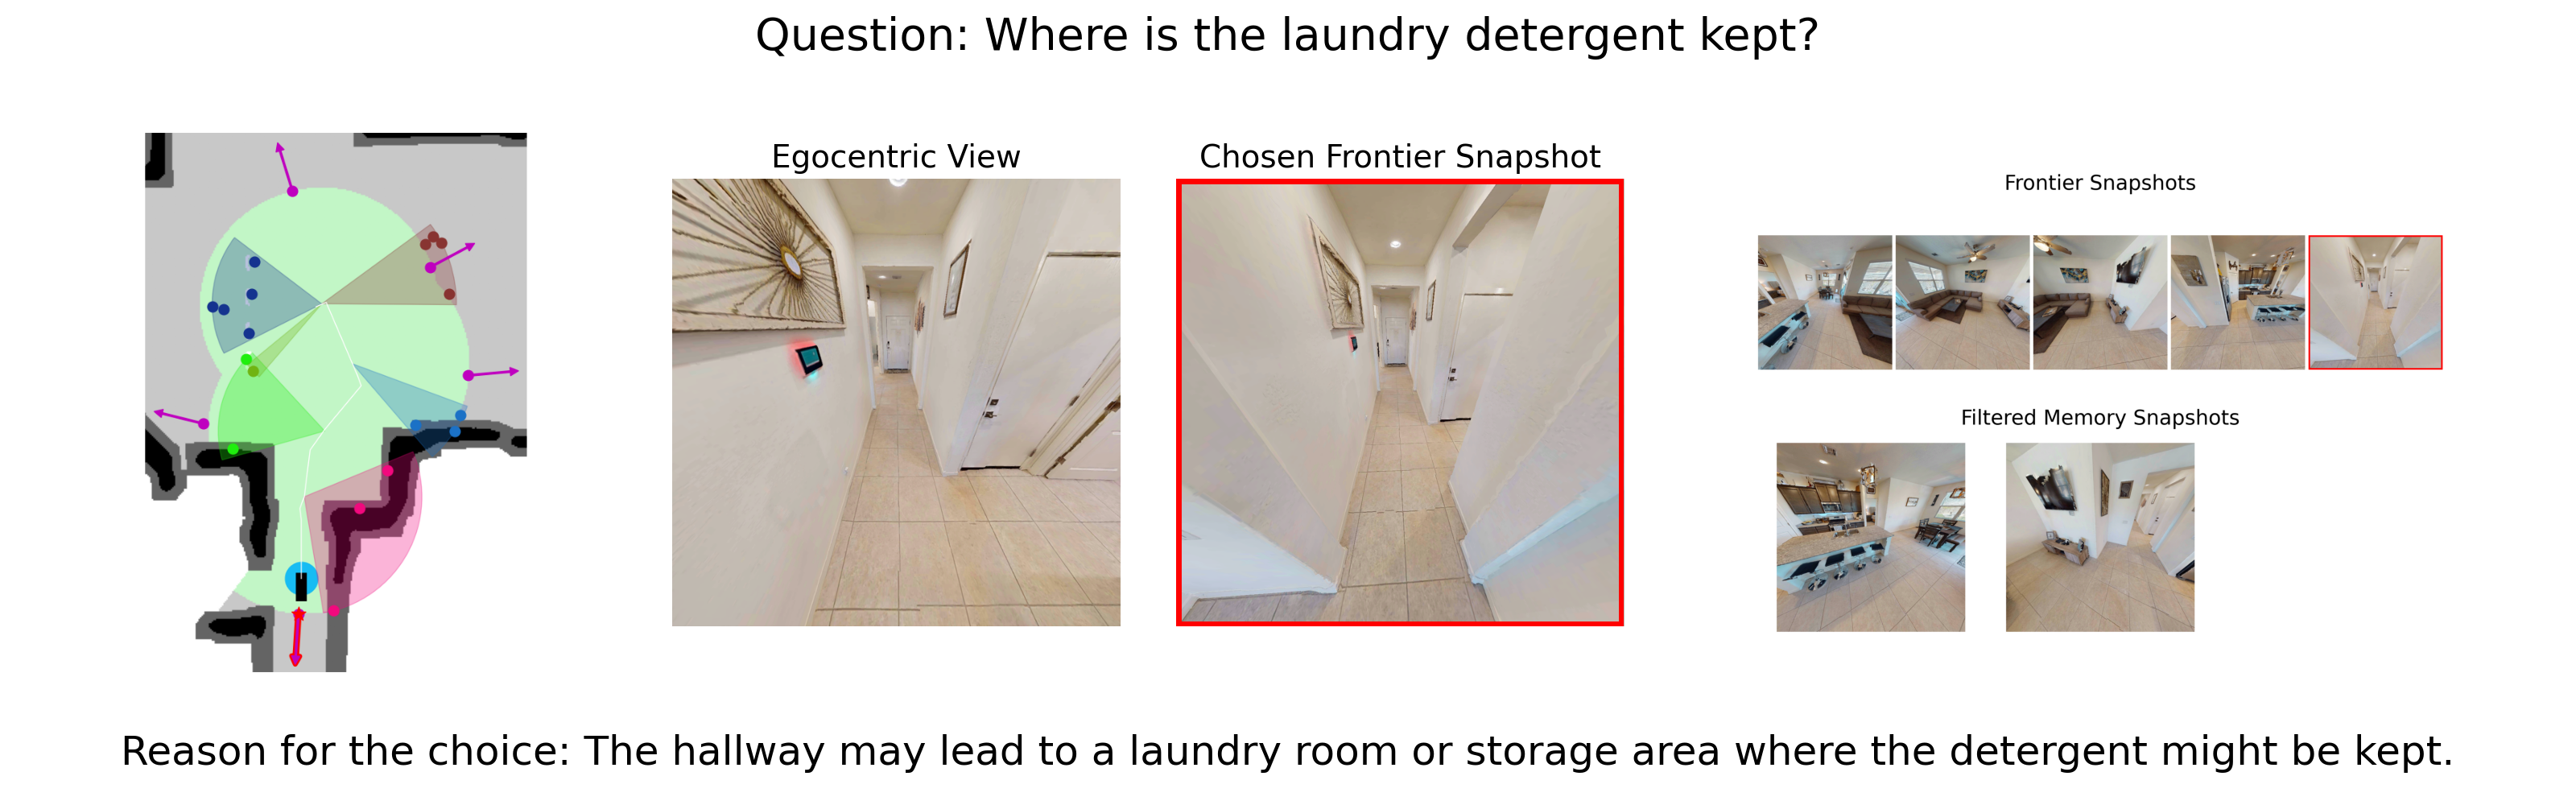 Question: Where is the laundry detergent kept?
Egocentric View
Chosen Frontier Snapshot
Frontier Snapshots
Filtered Memory Snapshots
Reason for the choice: The hallway may lead to a laundry room or storage area where the detergent might be kept.